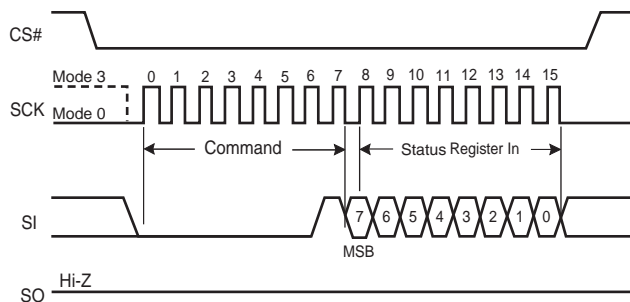 CS#
Mode 3 0 1 2 3 4 5 6 7 8 9 10 11 12 13 14 15
SCK Mode 0
Command Status Register In
SI 7 6 5 4 3 2 1 0
MSB
Hi-Z
SO